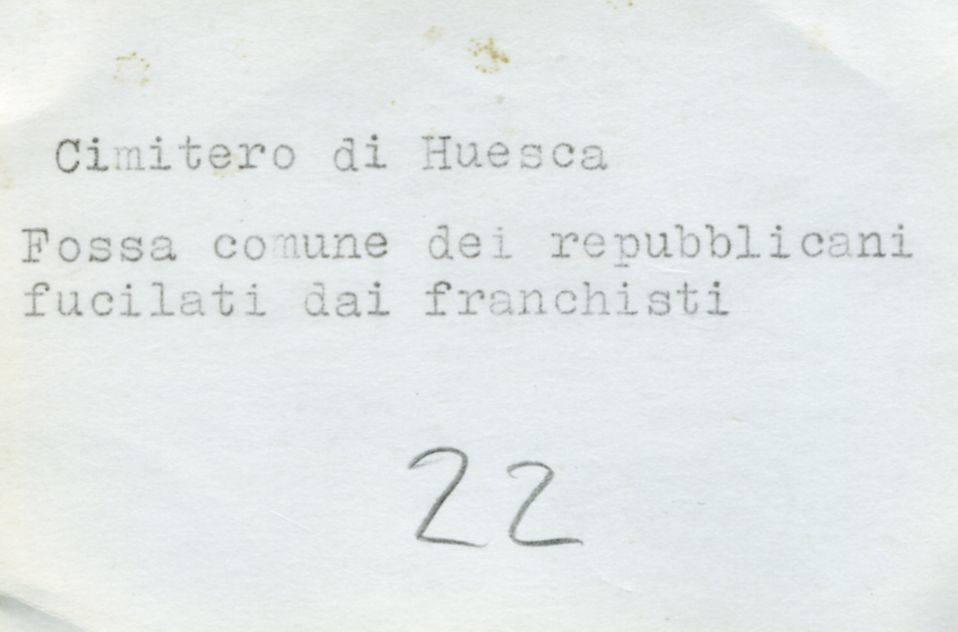 Cimitero di Huesca
Fossa comune dei repubblicani
fucilati dai franchisti
22